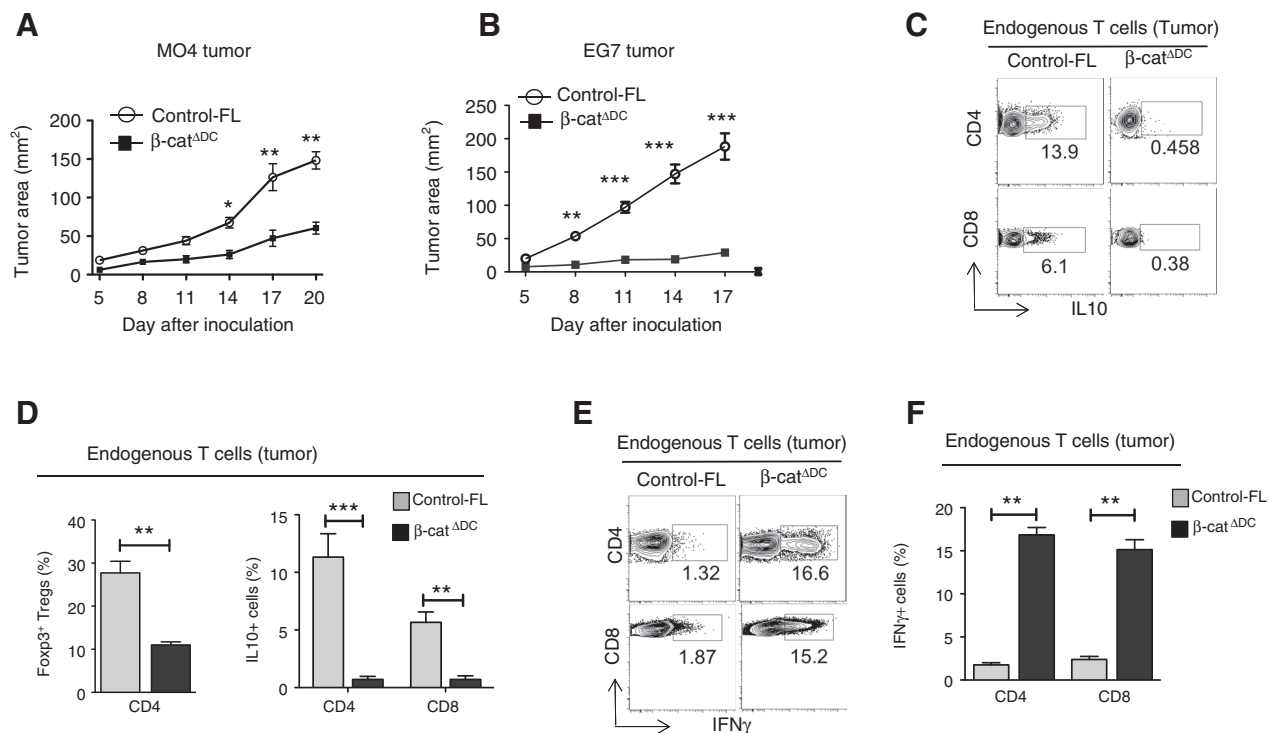 A
MO4 tumor
Control-FL
β-cat^ΔDC
Tumor area (mm²)
200
150
100
50
0
*
**
**
5 8 11 14 17 20
Day after inoculation
B
EG7 tumor
Control-FL
β-cat^ΔDC
Tumor area (mm²)
250
200
150
100
50
0
**
***
***
***
5 8 11 14 17
Day after inoculation
C
Endogenous T cells (Tumor)
Control-FL β-cat^ΔDC
CD4
13.9 0.458
CD8
6.1 0.38
IL10
D
Endogenous T cells (tumor)
Control-FL
β-cat^ΔDC
Foxp3⁺ Tregs (%)
40
30
20
10
0
**
CD4
IL10+ cells (%)
15
10
5
0
***
**
CD4 CD8
E
Endogenous T cells (tumor)
Control-FL β-cat^ΔDC
CD4
1.32 16.6
CD8
1.87 15.2
IFNγ
F
Endogenous T cells (tumor)
Control-FL
β-cat^ΔDC
IFNγ+ cells (%)
20
15
10
5
0
** **
CD4 CD8